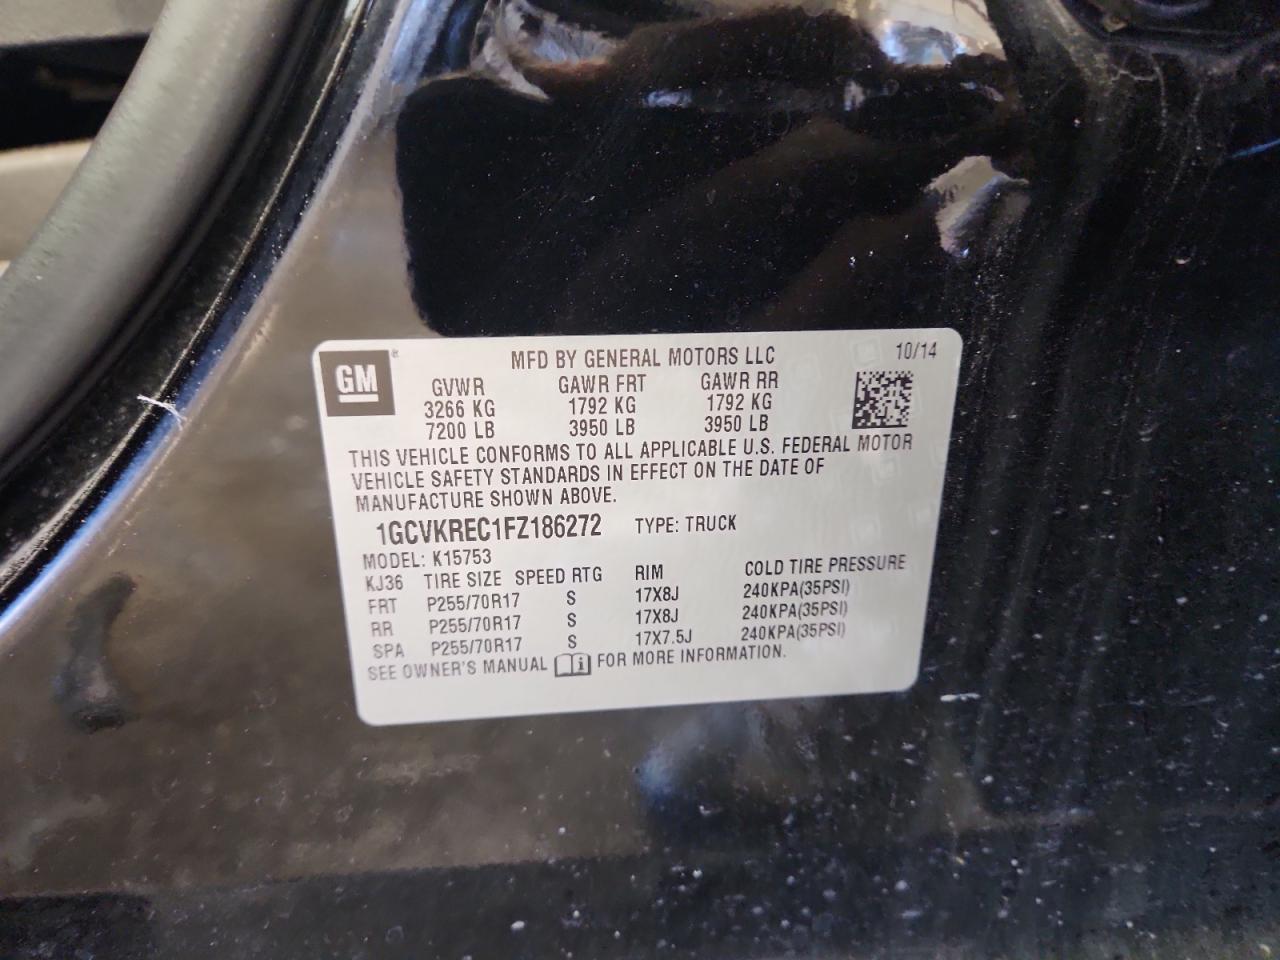 GM ® MFD BY GENERAL MOTORS LLC 10/14
GVWR GAWR FRT GAWR RR
3266 KG 1792 KG 1792 KG
7200 LB 3950 LB 3950 LB
THIS VEHICLE CONFORMS TO ALL APPLICABLE U.S. FEDERAL MOTOR
VEHICLE SAFETY STANDARDS IN EFFECT ON THE DATE OF
MANUFACTURE SHOWN ABOVE.
1GCVKREC1FZ186272 TYPE: TRUCK
MODEL: K15753
KJ36 TIRE SIZE SPEED RTG RIM COLD TIRE PRESSURE
FRT P255/70R17 S 17X8J 240KPA(35PSI)
RR P255/70R17 S 17X8J 240KPA(35PSI)
SPA P255/70R17 S 17X7.5J 240KPA(35PSI)
SEE OWNER'S MANUAL i FOR MORE INFORMATION.